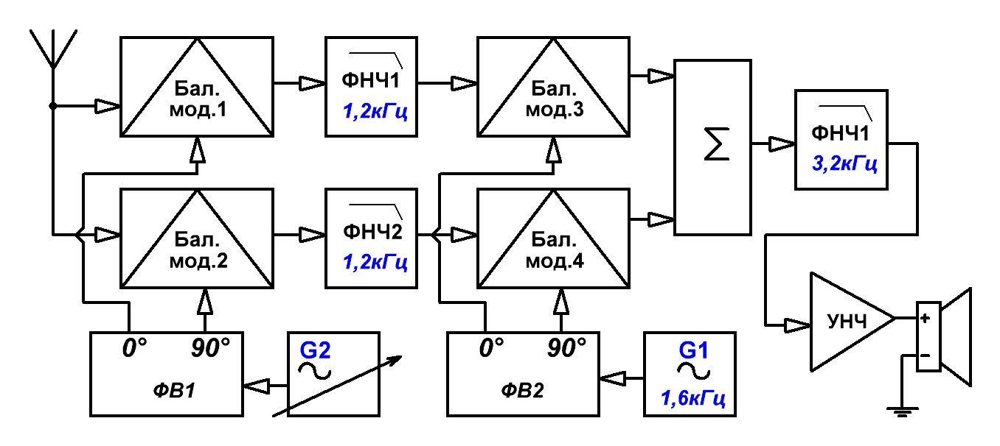 Бал.
мод.1
ФНЧ1
1,2кГц
Бал.
мод.3
Σ
ФНЧ1
3,2кГц
Бал.
мод.2
ФНЧ2
1,2кГц
Бал.
мод.4
УНЧ
+
−
0° 90°
ФВ1
G2
0° 90°
ФВ2
G1
1,6кГц